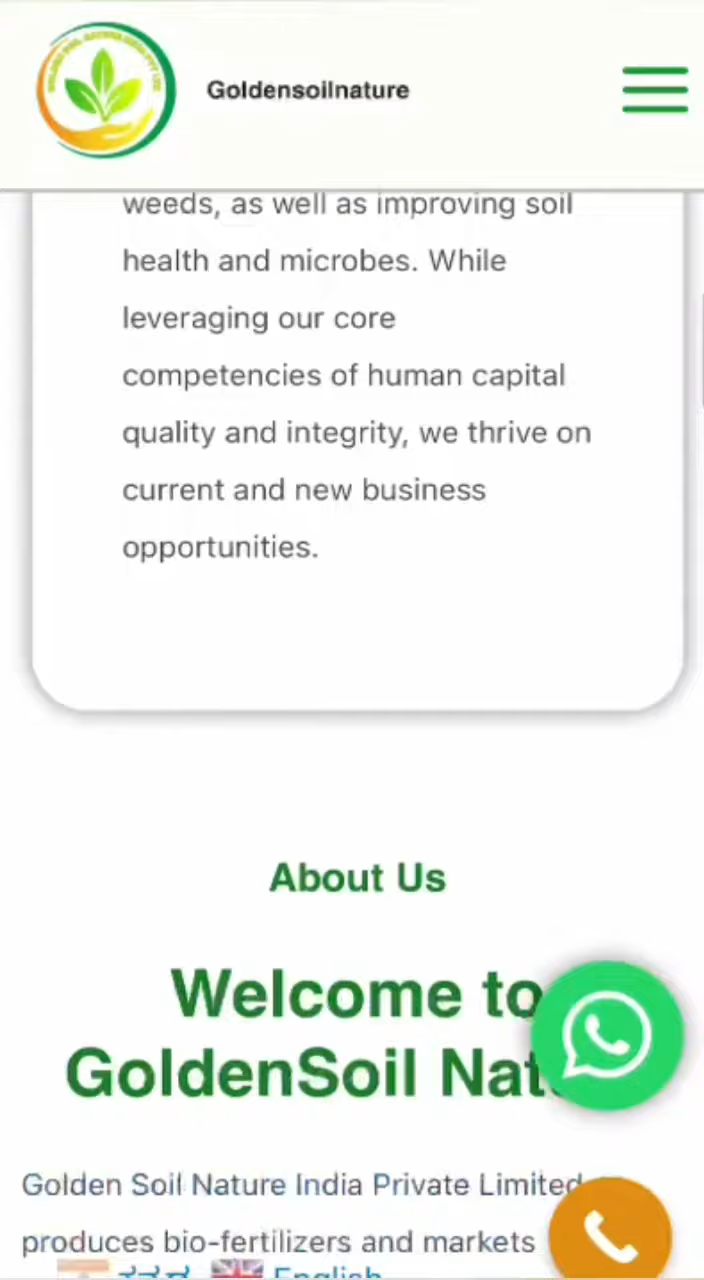 Goldensoilnature
weeds, as well as improving soil
health and microbes. While
leveraging our core
competencies of human capital
quality and integrity, we thrive on
current and new business
opportunities.
About Us
Welcome to
GoldenSoil
Golden Soil Nature India Private Limited
produces bio-fertilizers and markets
English